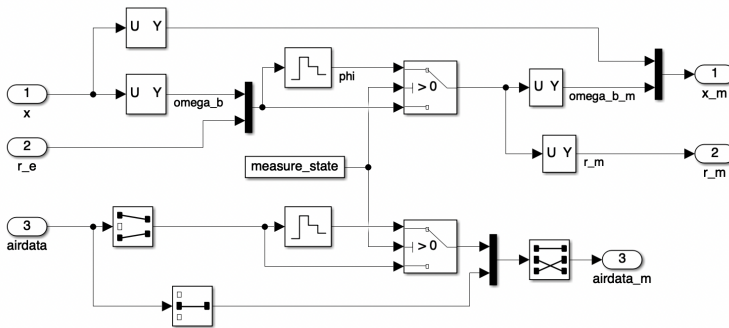 U Y
1
x
U Y
omega_b
phi
> 0
U Y
omega_b_m
1
x_m
2
r_e
measure_state
U Y
r_m
2
r_m
3
airdata
> 0
3
airdata_m